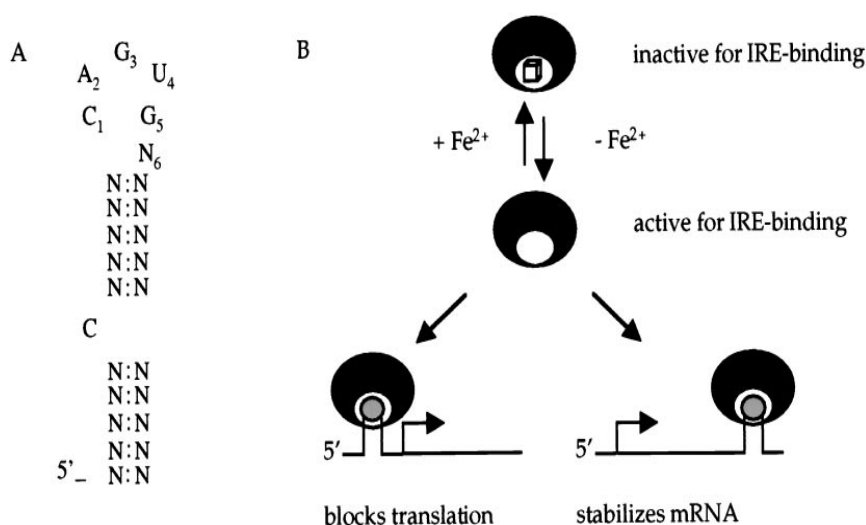 A
G3
A2 U4
C1 G5
N6
N:N
N:N
N:N
N:N
N:N
C
N:N
N:N
N:N
N:N
5'_ N:N
B
inactive for IRE-binding
+ Fe2+ - Fe2+
active for IRE-binding
5' 5'
blocks translation stabilizes mRNA